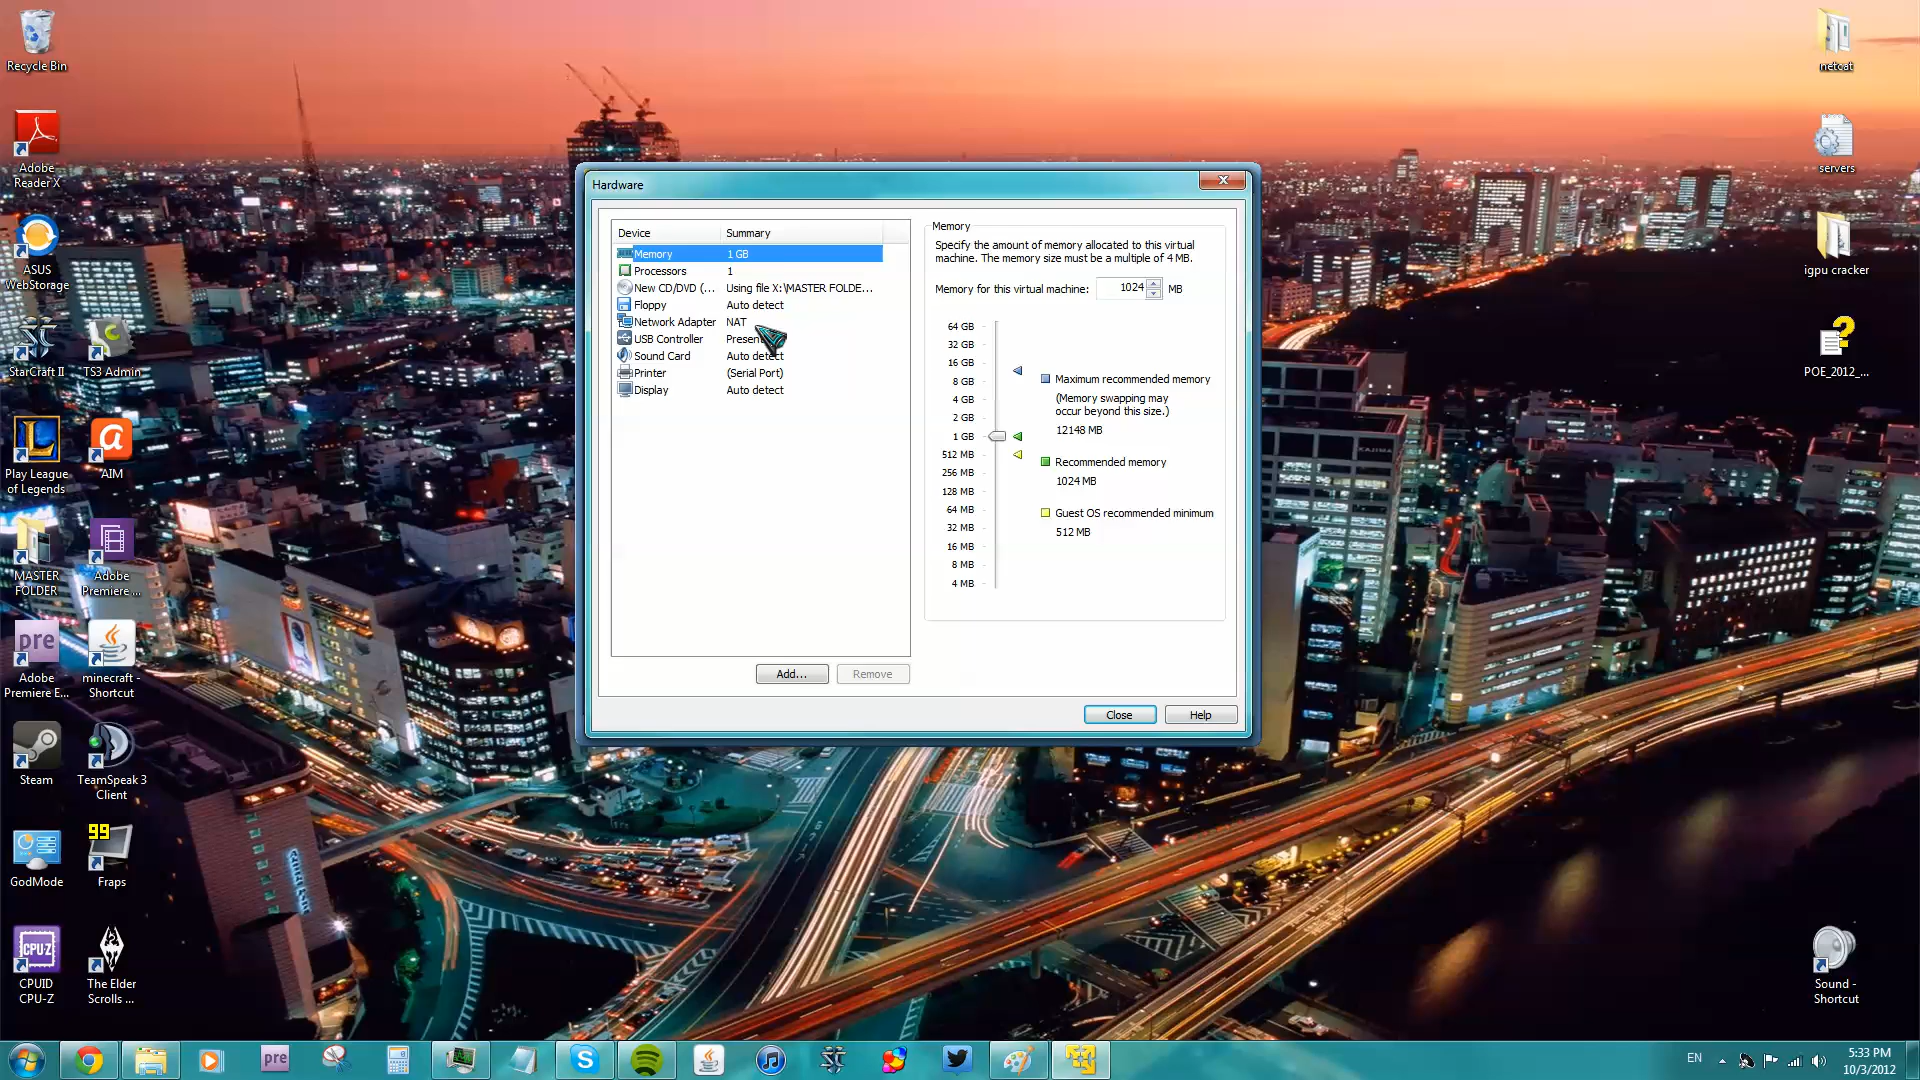 Recycle Bin
Adobe
Reader X
ASUS
WebStorage
StarCraft II
TS3 Admin
Play League
of Legends
AIM
MASTER
FOLDER
Adobe
Premiere ...
pre
Adobe
Premiere E...
minecraft -
Shortcut
Steam
TeamSpeak 3
Client
GodMode
99
Fraps
CPU-Z
CPUID
CPU-Z
The Elder
Scrolls ...
netcat
servers
igpu cracker
POE_2012_...
Sound -
Shortcut
KAJIMA
Hardware
Device Summary
Memory 1 GB
Processors 1
New CD/DVD (... Using file X:\MASTER FOLDE...
Floppy Auto detect
Network Adapter NAT
USB Controller Present
Sound Card Auto detect
Printer (Serial Port)
Display Auto detect
Add...
Remove
Memory
Specify the amount of memory allocated to this virtual
machine. The memory size must be a multiple of 4 MB.
Memory for this virtual machine: 1024 MB
64 GB
32 GB
16 GB
8 GB
4 GB
2 GB
1 GB
512 MB
256 MB
128 MB
64 MB
32 MB
16 MB
8 MB
4 MB
Maximum recommended memory
(Memory swapping may
occur beyond this size.)
12148 MB
Recommended memory
1024 MB
Guest OS recommended minimum
512 MB
Close
Help
pre
EN
5:33 PM
10/3/2012